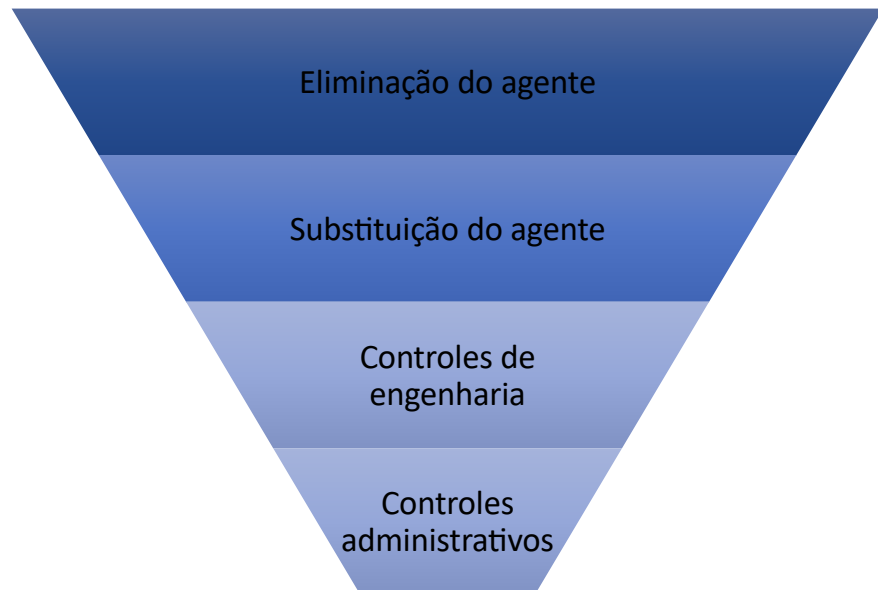 Eliminação do agente
Substituição do agente
Controles de
engenharia
Controles
administrativos